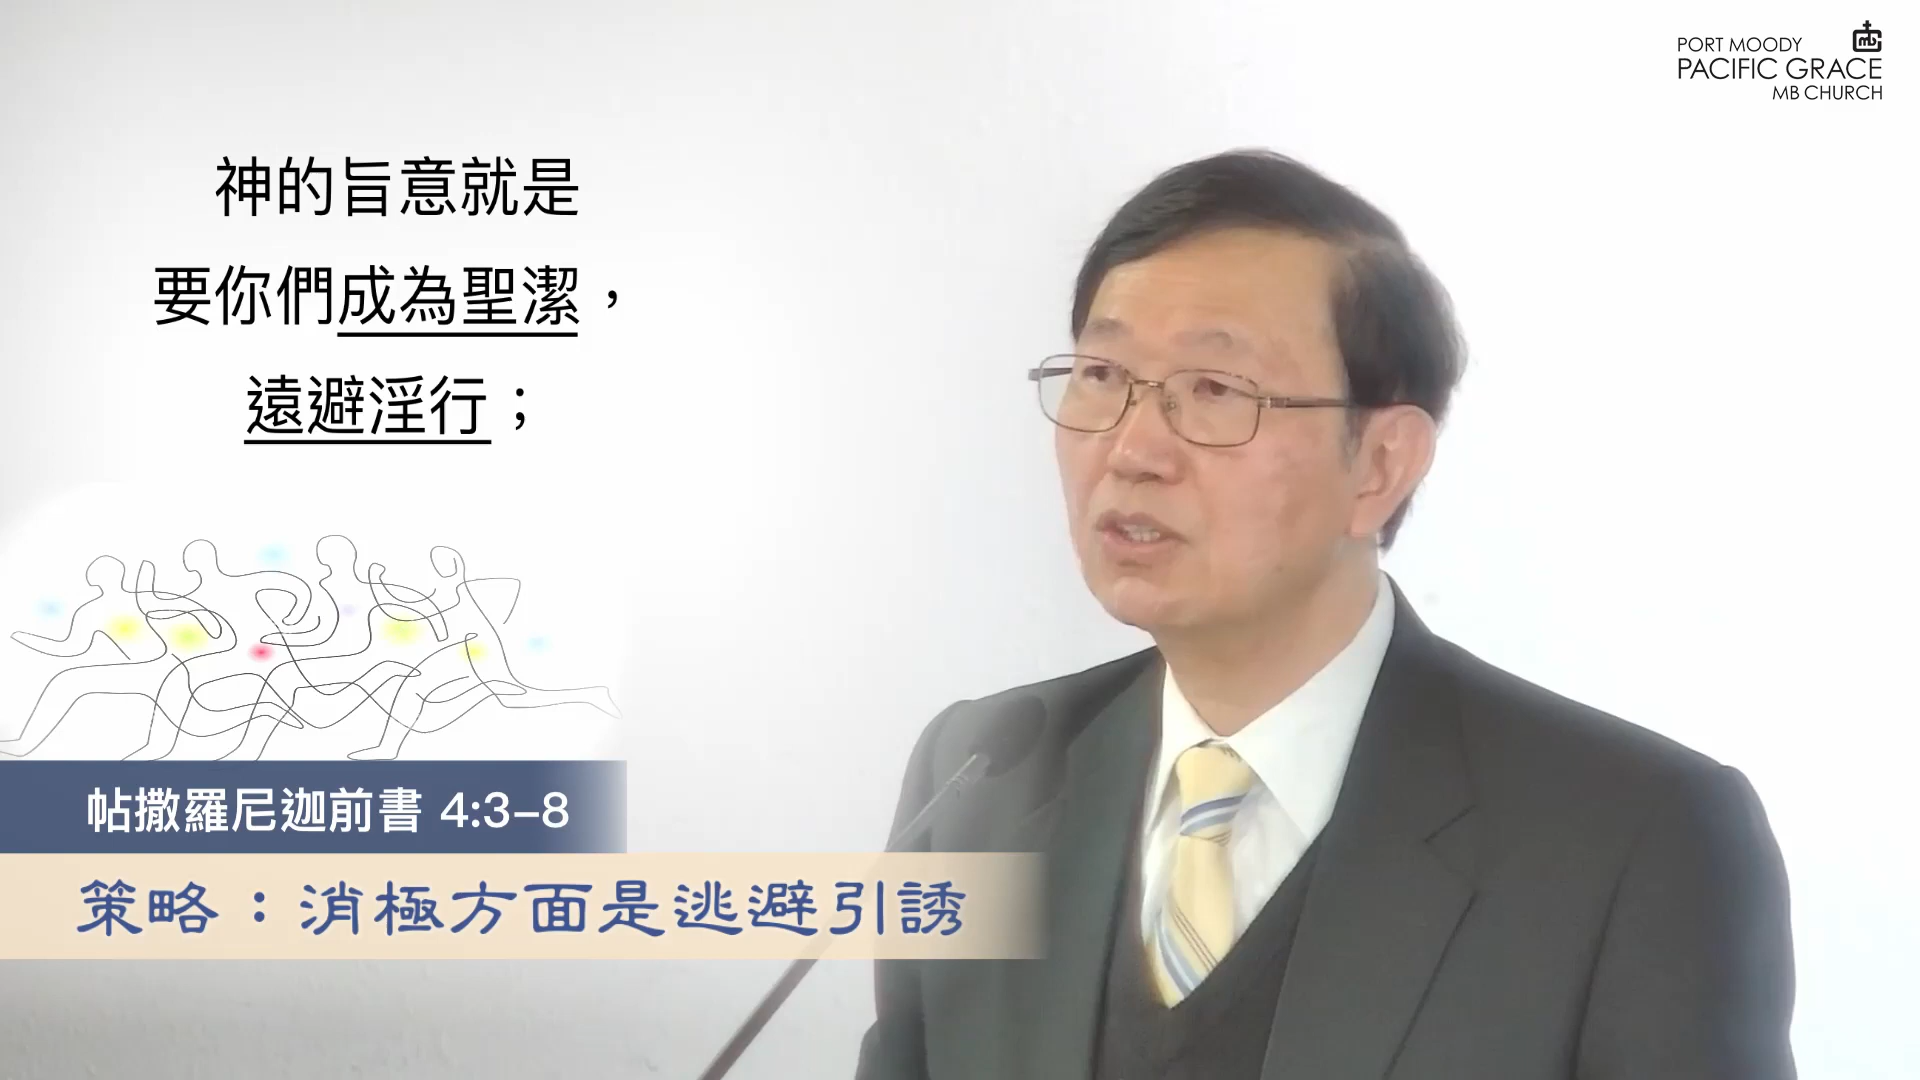 PORT MOODY
PACIFIC GRACE
MB CHURCH
神的旨意就是
要你們成為聖潔，
遠避淫行；
帖撒羅尼迦前書 4:3-8
策略：消極方面是逃避引誘